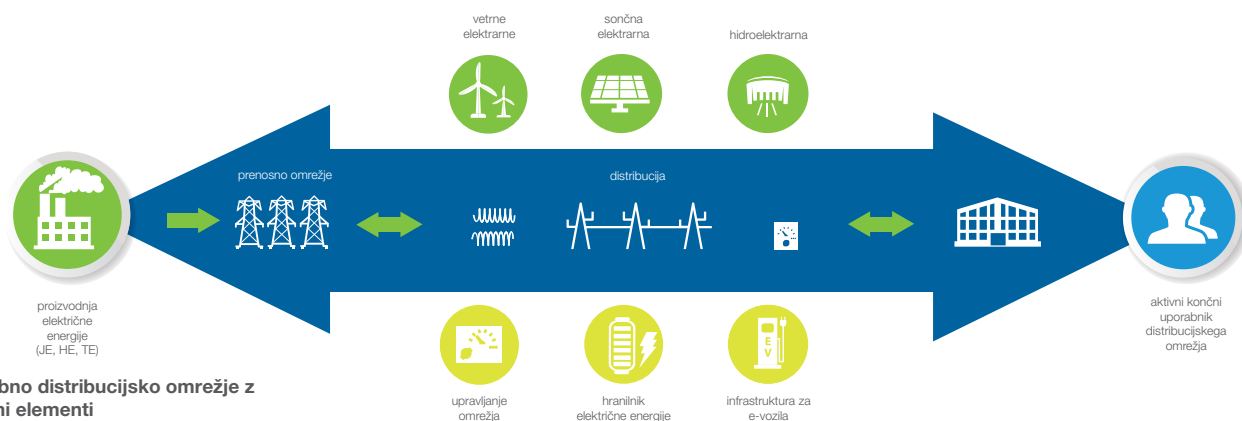 vetrne
elektrarne
sončna
elektrarna
hidroelektrarna
prenosno omrežje
distribucija
proizvodnja
električne
energije
(JE, HE, TE)
aktivni končni
uporabnik
distribucijskega
omrežja
EV
upravljanje
omrežja
hranilnik
električne energije
infrastruktura za
e-vozila
distribucijsko omrežje z
elementi